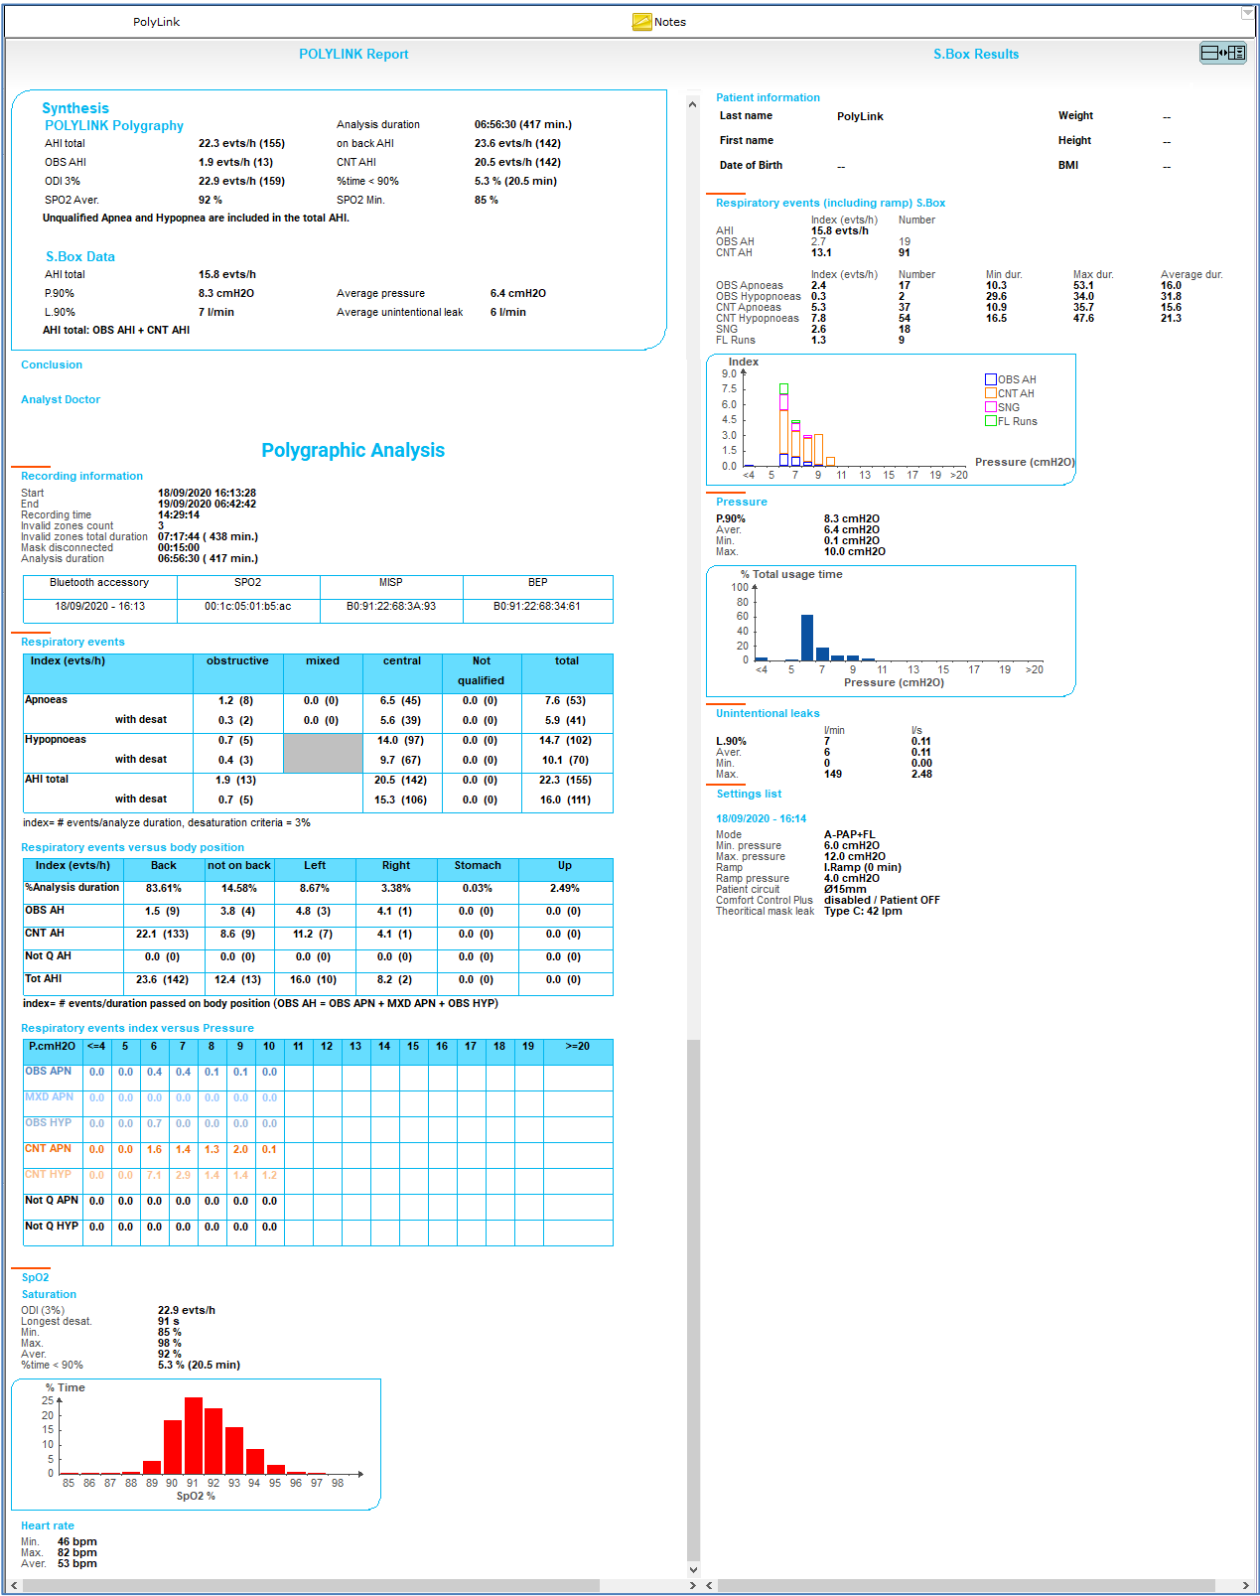 PolyLink
Notes
POLYLINK Report
Synthesis
POLYLINK Polygraphy Analysis duration 06:56:30 (417 min.)
AHI total 22.3 evts/h (155) on back AHI 23.6 evts/h (142)
OBS AHI 1.9 evts/h (13) CNT AHI 20.5 evts/h (142)
ODI 3% 22.9 evts/h (159) %time < 90% 5.3 % (20.5 min)
SPO2 Aver. 92 % SPO2 Min. 85 %
Unqualified Apnea and Hypopnea are included in the total AHI.
S.Box Data
AHI total 15.8 evts/h
P.90% 8.3 cmH2O Average pressure 6.4 cmH2O
L.90% 7 l/min Average unintentional leak 6 l/min
AHI total: OBS AHI + CNT AHI
Conclusion
Analyst Doctor
Polygraphic Analysis
Recording information
Start 18/09/2020 16:13:28
End 19/09/2020 06:42:42
Recording time 14:29:14
Invalid zones count 3
Invalid zones total duration 07:17:44 ( 438 min.)
Mask disconnected 00:15:00
Analysis duration 06:56:30 ( 417 min.)
Bluetooth accessory SPO2 MISP BEP
18/09/2020 - 16:13 00:1c:05:01:b5:ac B0:91:22:68:3A:93 B0:91:22:68:34:61
Respiratory events
Index (evts/h) obstructive mixed central Not qualified total
Apnoeas 1.2 (8) 0.0 (0) 6.5 (45) 0.0 (0) 7.6 (53)
with desat 0.3 (2) 0.0 (0) 5.6 (39) 0.0 (0) 5.9 (41)
Hypopnoeas 0.7 (5) 14.0 (97) 0.0 (0) 14.7 (102)
with desat 0.4 (3) 9.7 (67) 0.0 (0) 10.1 (70)
AHI total 1.9 (13) 20.5 (142) 0.0 (0) 22.3 (155)
with desat 0.7 (5) 15.3 (106) 0.0 (0) 16.0 (111)
index= # events/analyze duration, desaturation criteria = 3%
Respiratory events versus body position
Index (evts/h) Back not on back Left Right Stomach Up
%Analysis duration 83.61% 14.58% 8.67% 3.38% 0.03% 2.49%
OBS AH 1.5 (9) 3.8 (4) 4.8 (3) 4.1 (1) 0.0 (0) 0.0 (0)
CNT AH 22.1 (133) 8.6 (9) 11.2 (7) 4.1 (1) 0.0 (0) 0.0 (0)
Not Q AH 0.0 (0) 0.0 (0) 0.0 (0) 0.0 (0) 0.0 (0) 0.0 (0)
Tot AHI 23.6 (142) 12.4 (13) 16.0 (10) 8.2 (2) 0.0 (0) 0.0 (0)
index= # events/duration passed on body position (OBS AH = OBS APN + MXD APN + OBS HYP)
Respiratory events index versus Pressure
P.cmH2O <=4 5 6 7 8 9 10 11 12 13 14 15 16 17 18 19 >=20
OBS APN 0.0 0.0 0.4 0.4 0.1 0.1 0.0
MXD APN 0.0 0.0 0.0 0.0 0.0 0.0 0.0
OBS HYP 0.0 0.0 0.7 0.0 0.0 0.0 0.0
CNT APN 0.0 0.0 1.6 1.4 1.3 2.0 0.1
CNT HYP 0.0 0.0 7.1 2.9 1.4 1.4 1.2
Not Q APN 0.0 0.0 0.0 0.0 0.0 0.0 0.0
Not Q HYP 0.0 0.0 0.0 0.0 0.0 0.0 0.0
SpO2
Saturation
ODI (3%) 22.9 evts/h
Longest desat. 91 s
Min. 85 %
Max. 98 %
Aver. 92 %
%time < 90% 5.3 % (20.5 min)
% Time
25
20
15
10
5
0
85 86 87 88 89 90 91 92 93 94 95 96 97 98
SpO2 %
Heart rate
Min. 46 bpm
Max. 82 bpm
Aver. 53 bpm
S.Box Results
Patient information
Last name PolyLink Weight --
First name Height --
Date of Birth -- BMI --
Respiratory events (including ramp) S.Box
Index (evts/h) Number
AHI 15.8 evts/h
OBS AH 2.7 19
CNT AH 13.1 91
Index (evts/h) Number Min dur. Max dur. Average dur.
OBS Apnoeas 2.4 17 10.3 53.1 16.0
OBS Hypopnoeas 0.3 2 29.6 34.0 31.8
CNT Apnoeas 5.3 37 10.9 35.7 15.6
CNT Hypopnoeas 7.8 54 16.5 47.6 21.3
SNG 2.6 18
FL Runs 1.3 9
Index
9.0
7.5
6.0
4.5
3.0
1.5
0.0
<4 5 7 9 11 13 15 17 19 >20
Pressure (cmH2O)
OBS AH
CNT AH
SNG
FL Runs
Pressure
P.90% 8.3 cmH2O
Aver. 6.4 cmH2O
Min. 0.1 cmH2O
Max. 10.0 cmH2O
% Total usage time
100
80
60
40
20
0
<4 5 7 9 11 13 15 17 19 >20
Pressure (cmH2O)
Unintentional leaks
l/min l/s
L.90% 7 0.11
Aver. 6 0.11
Min. 0 0.00
Max. 149 2.48
Settings list
18/09/2020 - 16:14
Mode A-PAP+FL
Min. pressure 6.0 cmH2O
Max. pressure 12.0 cmH2O
Ramp I.Ramp (0 min)
Ramp pressure 4.0 cmH2O
Patient circuit Ø15mm
Comfort Control Plus disabled / Patient OFF
Theoritical mask leak Type C: 42 lpm